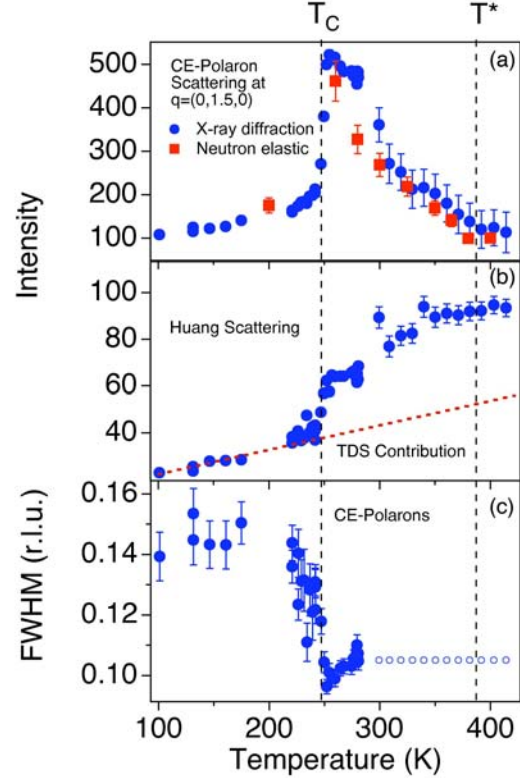 T_C T*
CE-Polaron
Scattering at
q=(0,1.5,0)
(a)
X-ray diffraction
Neutron elastic
500
400
300
200
100
Intensity
(b)
Huang Scattering
TDS Contribution
100
80
60
40
(c)
CE-Polarons
0.16
0.14
0.12
0.10
FWHM (r.l.u.)
100 200 300 400
Temperature (K)